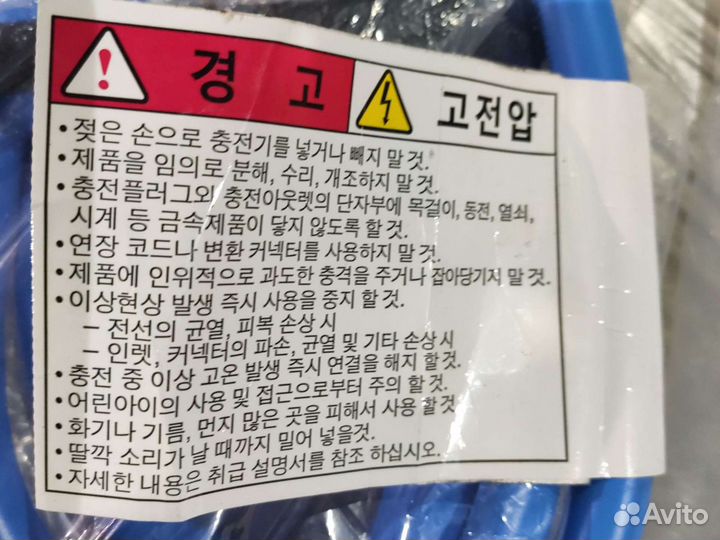 경 고
고전압
• 젖은 손으로 충전기를 넣거나 빼지 말 것.
• 제품을 임의로 분해, 수리, 개조하지 말 것.
• 충전플러그와 충전아웃렛의 단자부에 목걸이, 동전, 열쇠,
시계 등 금속제품이 닿지 않도록 할 것.
• 연장 코드나 변환 커넥터를 사용하지 말 것.
• 제품에 인위적으로 과도한 충격을 주거나 잡아당기지 말 것.
• 이상현상 발생 즉시 사용을 중지 할 것.
– 전선의 균열, 피복 손상 시
– 인렛, 커넥터의 파손, 균열 및 기타 손상 시
• 충전 중 이상 고온 발생 즉시 연결을 해지 할 것.
• 어린아이의 사용 및 접근으로부터 주의 할 것.
• 화기나 기름, 먼지 많은 곳을 피해서 사용 할 것
• 딸깍 소리가 날 때까지 밀어 넣을것.
• 자세한 내용은 취급 설명서를 참조 하십시오.
Avito